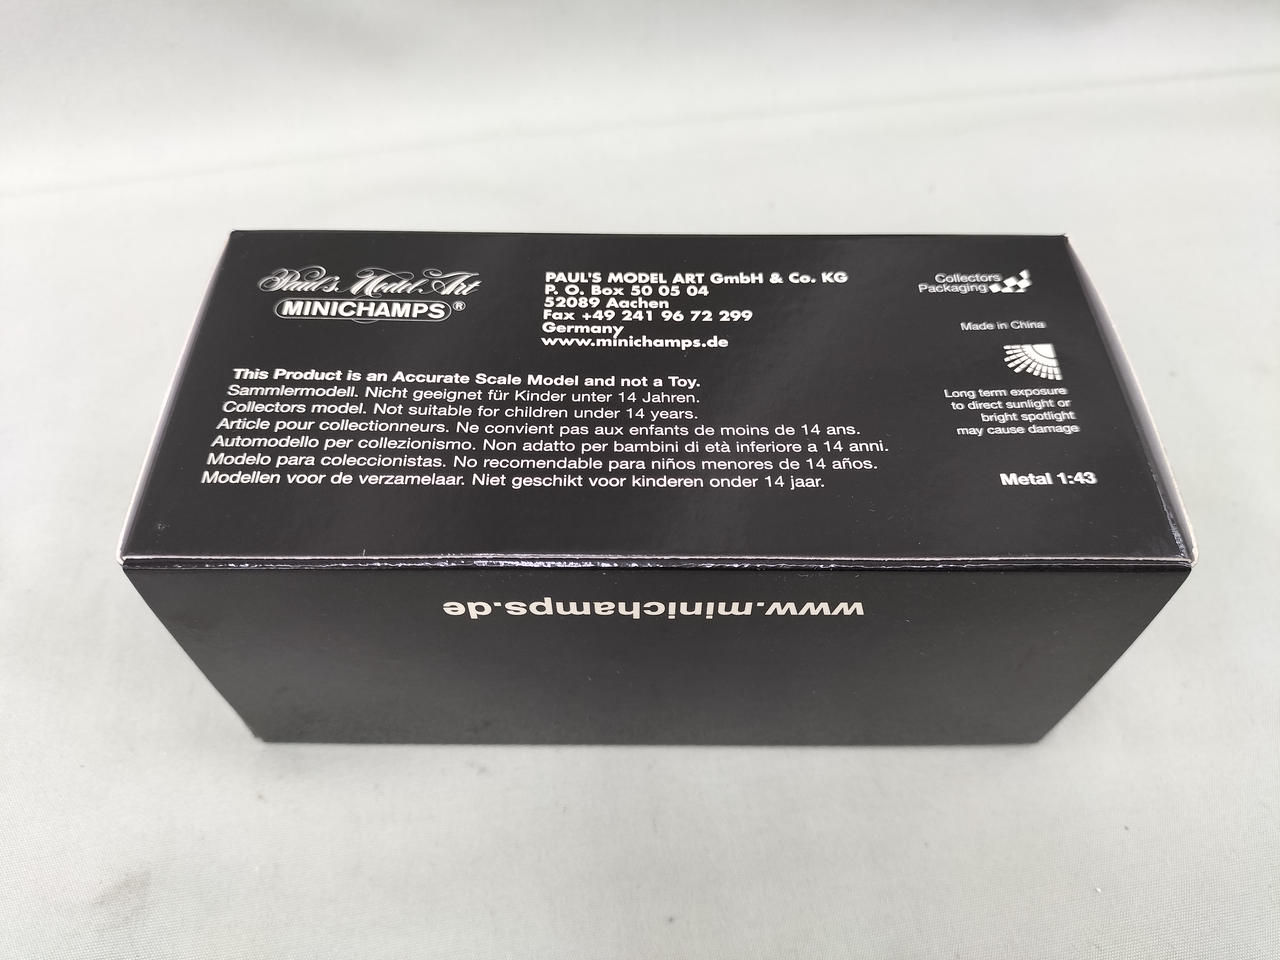 Paul's Model Art
MINICHAMPS®
PAUL'S MODEL ART GmbH & Co. KG
P. O. Box 50 05 04
52089 Aachen
Fax +49 241 96 72 299
Germany
www.minichamps.de
Collectors
Packaging
Made in China
Long term exposure
to direct sunlight or
bright spotlight
may cause damage
Metal 1:43
This Product is an Accurate Scale Model and not a Toy.
Sammlermodell. Nicht geeignet für Kinder unter 14 Jahren.
Collectors model. Not suitable for children under 14 years.
Article pour collectionneurs. Ne convient pas aux enfants de moins de 14 ans.
Automodello per collezionismo. Non adatto per bambini di età inferiore a 14 anni.
Modelo para coleccionistas. No recomendable para niños menores de 14 años.
Modellen voor de verzamelaar. Niet geschikt voor kinderen onder 14 jaar.
www.minichamps.de